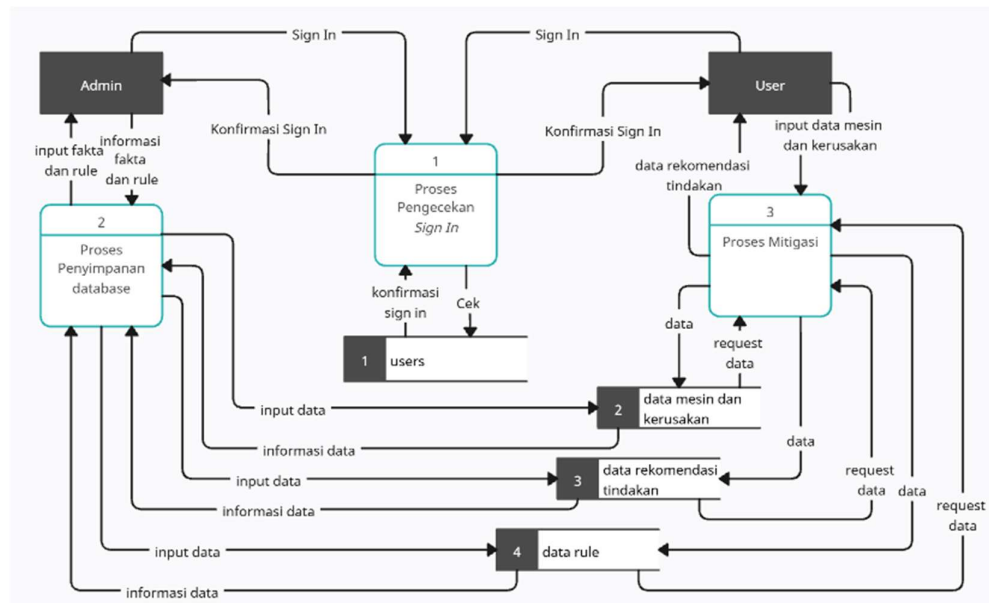 Sign In
Sign In
Admin
User
Konfirmasi Sign In
Konfirmasi Sign In
input fakta
dan rule
informasi
fakta
dan rule
input data mesin
dan kerusakan
data rekomendasi
tindakan
1
Proses
Pengecekan
Sign In
2
Proses
Penyimpanan
database
3
Proses Mitigasi
konfirmasi
sign in
Cek
1 users
data
request
data
input data
2 data mesin dan
kerusakan
informasi data
input data
3 data rekomendasi
tindakan
data
request
data
data
request
data
informasi data
input data
4 data rule
informasi data